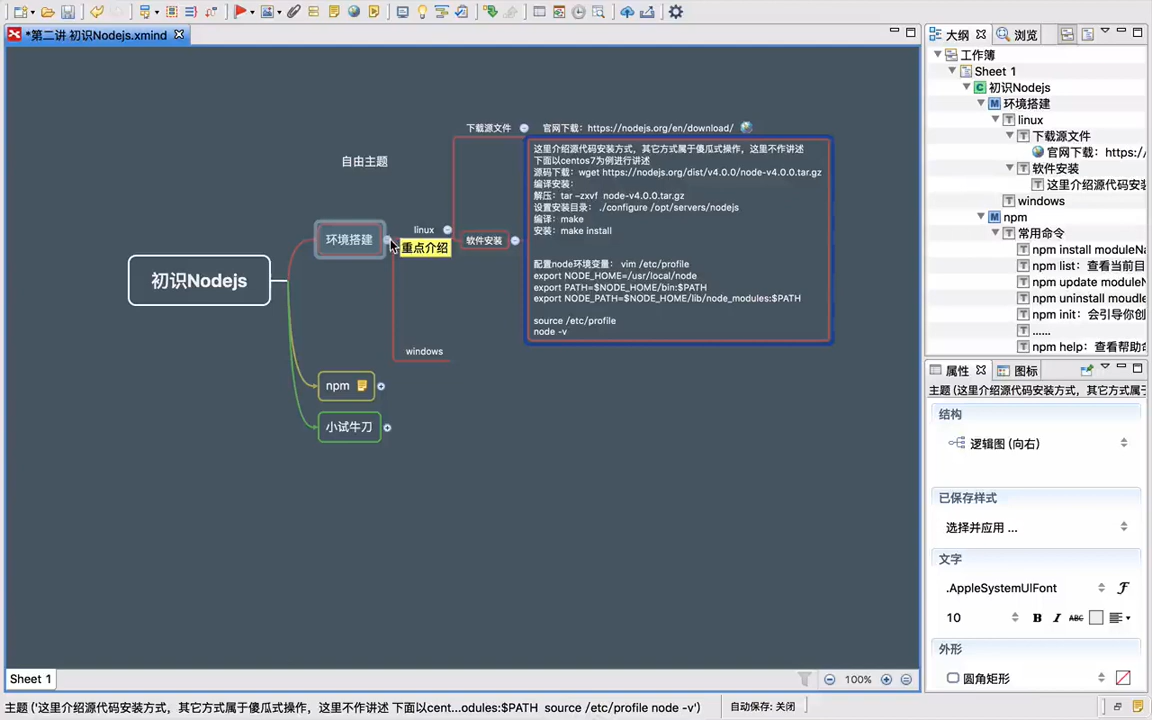 *第二讲 初识Nodejs.xmind
大纲
浏览
工作簿
Sheet 1
初识Nodejs
环境搭建
linux
下载源文件
官网下载：https:/
软件安装
这里介绍源代码安装
windows
npm
常用命令
npm install moduleNa
npm list：查看当前目
npm update moduleNa
npm uninstall moudle
npm init：会引导你创
......
npm help：查看帮助命
自由主题
下载源文件
官网下载：https://nodejs.org/en/download/
这里介绍源代码安装方式，其它方式属于傻瓜式操作，这里不作讲述
下面以centos7为例进行讲述
源码下载：wget https://nodejs.org/dist/v4.0.0/node-v4.0.0.tar.gz
编译安装：
解压：tar –zxvf node-v4.0.0.tar.gz
设置安装目录：./configure /opt/servers/nodejs
编译：make
安装：make install
配置node环境变量： vim /etc/profile
export NODE_HOME=/usr/local/node
export PATH=$NODE_HOME/bin:$PATH
export NODE_PATH=$NODE_HOME/lib/node_modules:$PATH
source /etc/profile
node -v
环境搭建
linux
重点介绍
软件安装
初识Nodejs
windows
npm
小试牛刀
属性
图标
主题 (这里介绍源代码安装方式，其它方式属于
结构
逻辑图 (向右)
已保存样式
选择并应用 ...
文字
.AppleSystemUIFont
10
B I ABC
外形
圆角矩形
Sheet 1
100%
主题 ('这里介绍源代码安装方式，其它方式属于傻瓜式操作，这里不作讲述 下面以cent...odules:$PATH source /etc/profile node -v')
自动保存: 关闭